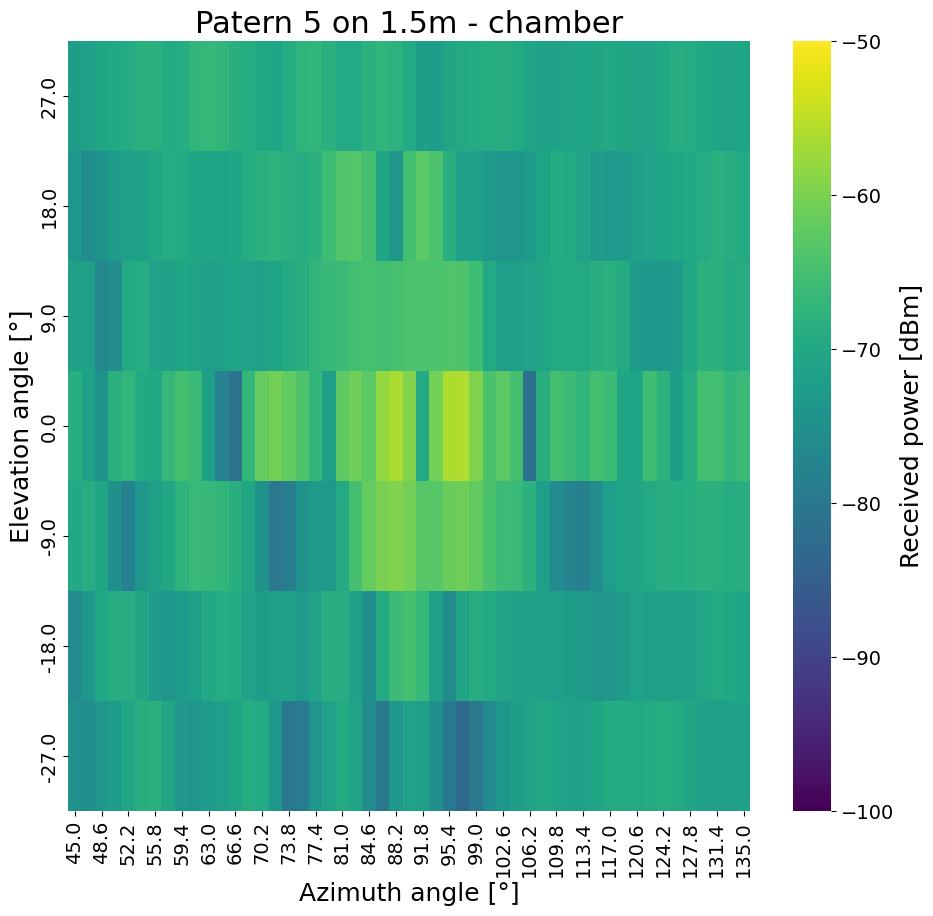 Patern 5 on 1.5m - chamber
Elevation angle [°]
27.0
18.0
9.0
0.0
-9.0
-18.0
-27.0
45.0 48.6 52.2 55.8 59.4 63.0 66.6 70.2 73.8 77.4 81.0 84.6 88.2 91.8 95.4 99.0 102.6 106.2 109.8 113.4 117.0 120.6 124.2 127.8 131.4 135.0
Azimuth angle [°]
−50
−60
−70
−80
−90
−100
Received power [dBm]